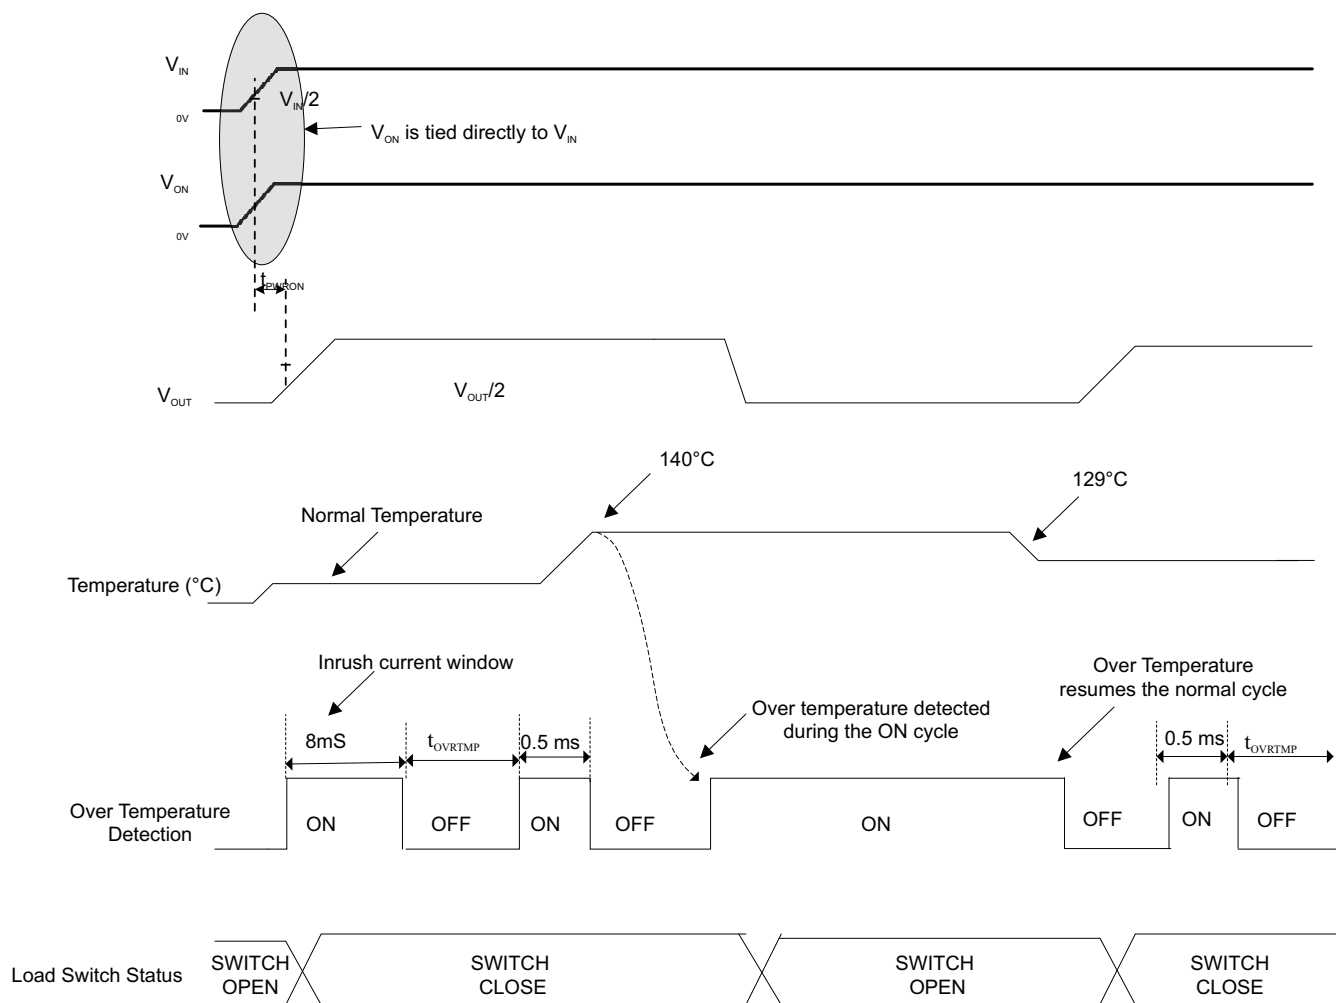 V_IN
V_IN/2
0V
V_ON is tied directly to V_IN
V_ON
0V
t_PWRON
V_OUT
V_OUT/2
140°C
129°C
Normal Temperature
Temperature (°C)
Inrush current window
Over Temperature
resumes the normal cycle
Over temperature detected
during the ON cycle
8mS
t_OVRTMP
0.5 ms
0.5 ms
t_OVRTMP
Over Temperature
Detection
ON
OFF
ON
OFF
ON
OFF
ON
OFF
Load Switch Status
SWITCH
OPEN
SWITCH
CLOSE
SWITCH
OPEN
SWITCH
CLOSE